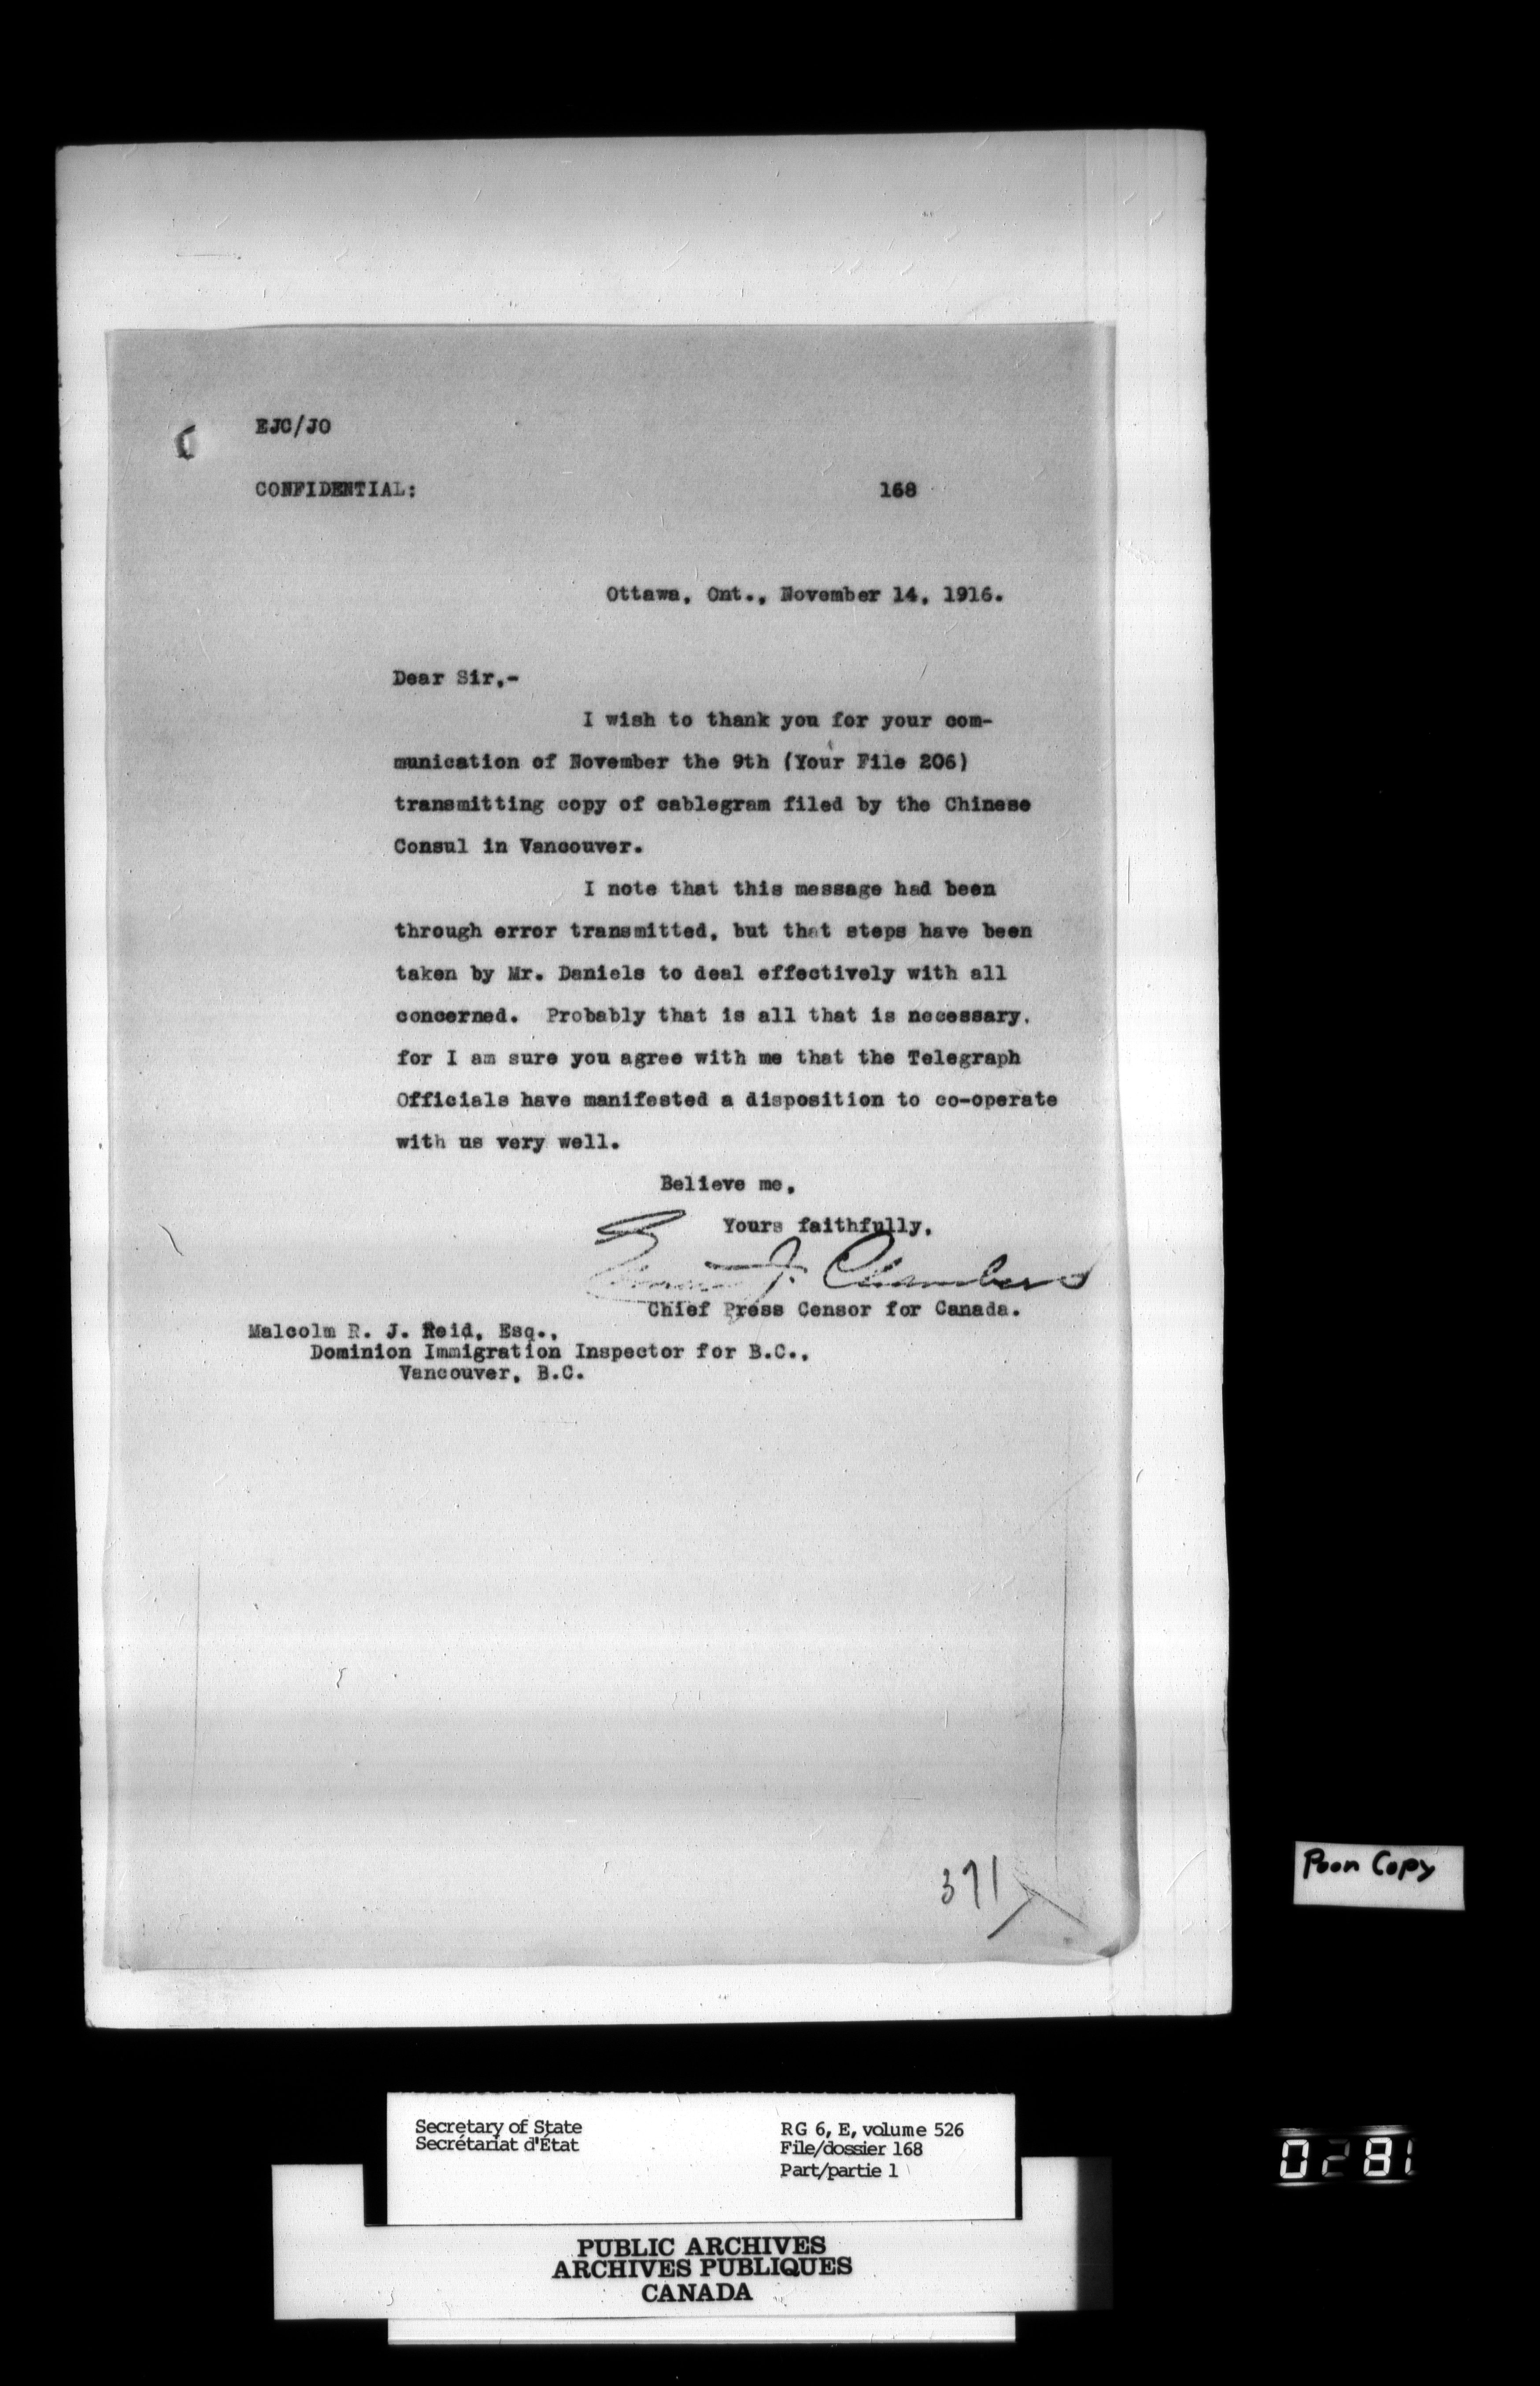 EJC/JO
CONFIDENTIAL:
168
Ottawa, Ont., November 14, 1916.
Dear Sir,-
I wish to thank you for your com-
munication of November the 9th (Your File 206)
transmitting copy of cablegram filed by the Chinese
Consul in Vancouver.
I note that this message had been
through error transmitted, but that steps have been
taken by Mr. Daniels to deal effectively with all
concerned. Probably that is all that is necessary,
for I am sure you agree with me that the Telegraph
Officials have manifested a disposition to co-operate
with us very well.
Believe me,
Yours faithfully,
J. Chambers
Chief Press Censor for Canada.
Malcolm R. J. Reid, Esq.,
Dominion Immigration Inspector for B.C.,
Vancouver, B.C.
371
Poor Copy
Secretary of State
Secrétariat d'État
RG 6, E, volume 526
File/dossier 168
Part/partie 1
0281
PUBLIC ARCHIVES
ARCHIVES PUBLIQUES
CANADA